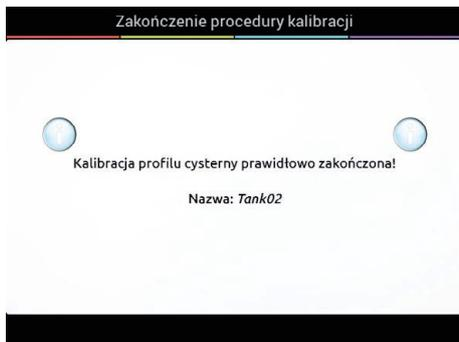 Zakończenie procedury kalibracji
Kalibracja profilu cysterny prawidłowo zakończona!
Nazwa: Tank02